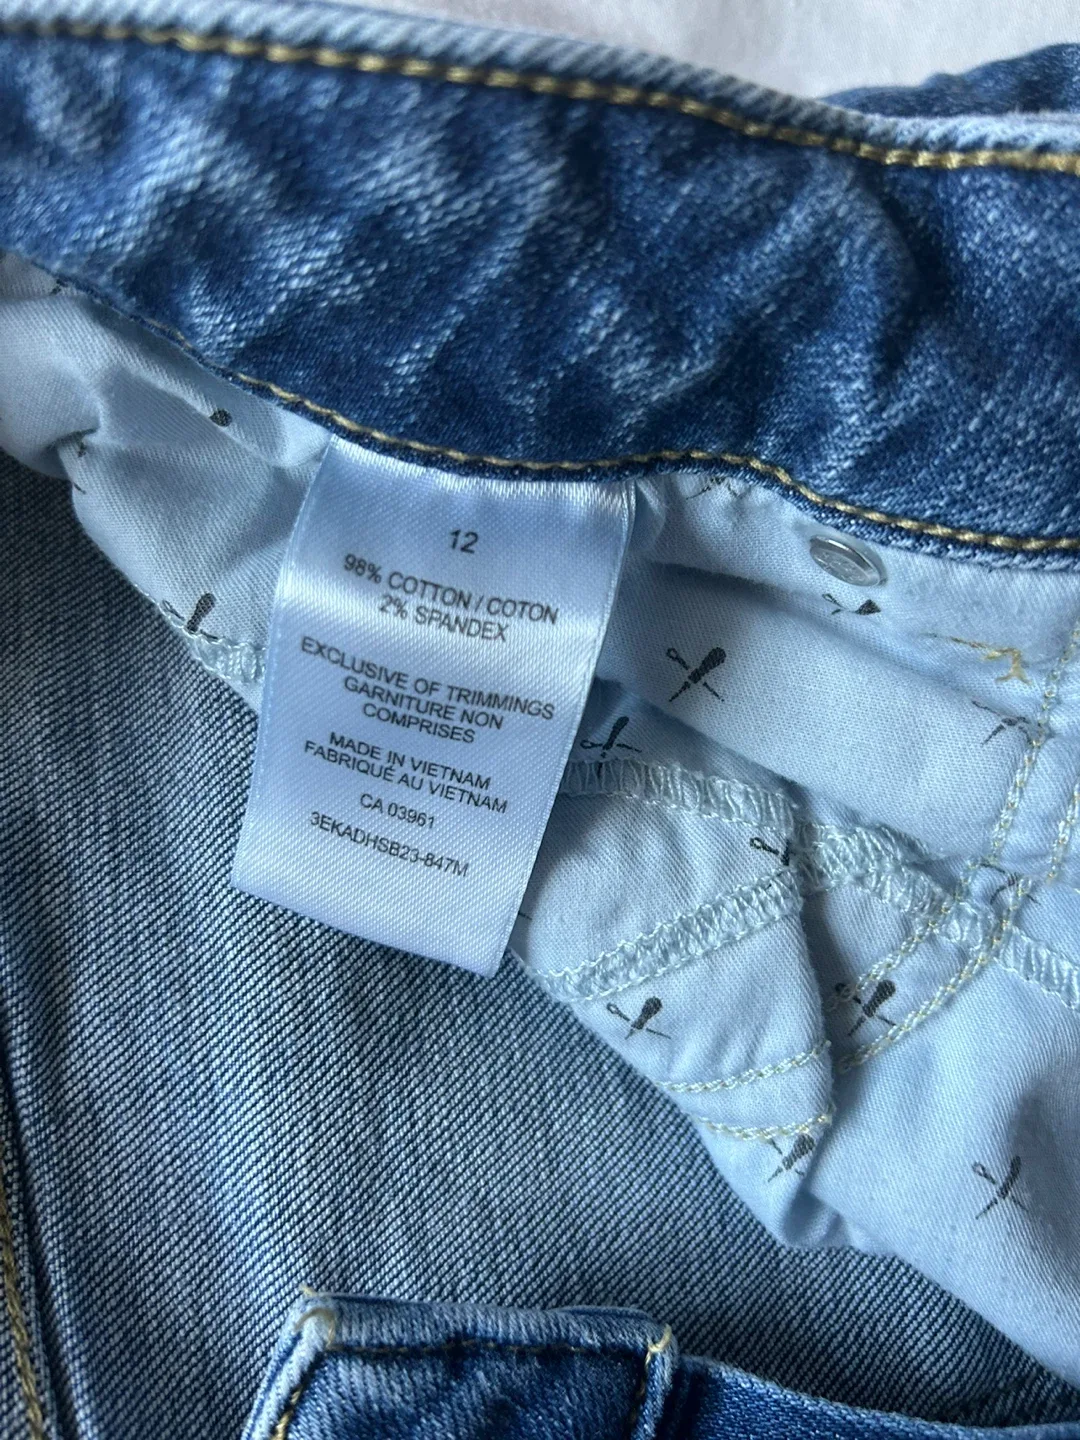 12
98% COTTON / COTON
2% SPANDEX
EXCLUSIVE OF TRIMMINGS
GARNITURE NON
COMPRISES
MADE IN VIETNAM
FABRIQUÉ AU VIETNAM
CA 03961
3EKADHSB23-847M